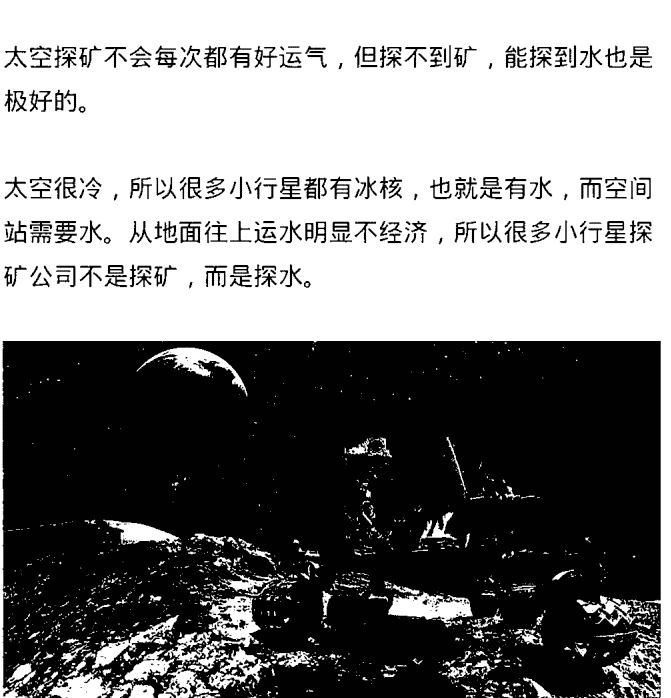 太空探矿不会每次都有好运气，但探不到矿，能探到水也是
极好的。
太空很冷，所以很多小行星都有冰核，也就是有水，而空间
站需要水。从地面往上运水明显不经济，所以很多小行星探
矿公司不是探矿，而是探水。